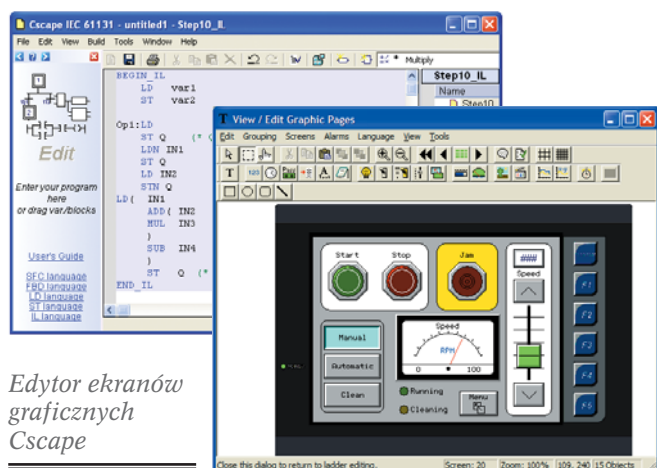 Cscape IEC 61131 - untitled1 - Step10_IL
File Edit View Build Tools Window Help
Multiply
BEGIN_IL
LD var1
ST var2
Op1:LD
ST Q (*
LDN IN1
ST Q
LD IN2
STN Q
LD( IN1
ADD( IN2
MUL IN3
)
SUB IN4
)
ST Q (*
END_IL
Step10_IL
Name
Step10
Edit
Enter your program
here
or drag var/blocks
User's Guide
SFC language
FBD language
LD language
ST language
IL language
View / Edit Graphic Pages
Edit Grouping Screens Alarms Language View Tools
Start
Stop
Jam
####
Speed
Manual
Automatic
Clean
Speed
RPM
0 100
Running
Cleaning
Menu
F1
F2
F3
F4
F5
Close this dialog to return to ladder editing.
Screen: 20 Zoom: 100% 109, 240 15 Objects
Edytor ekranów
graficznych
Cscape